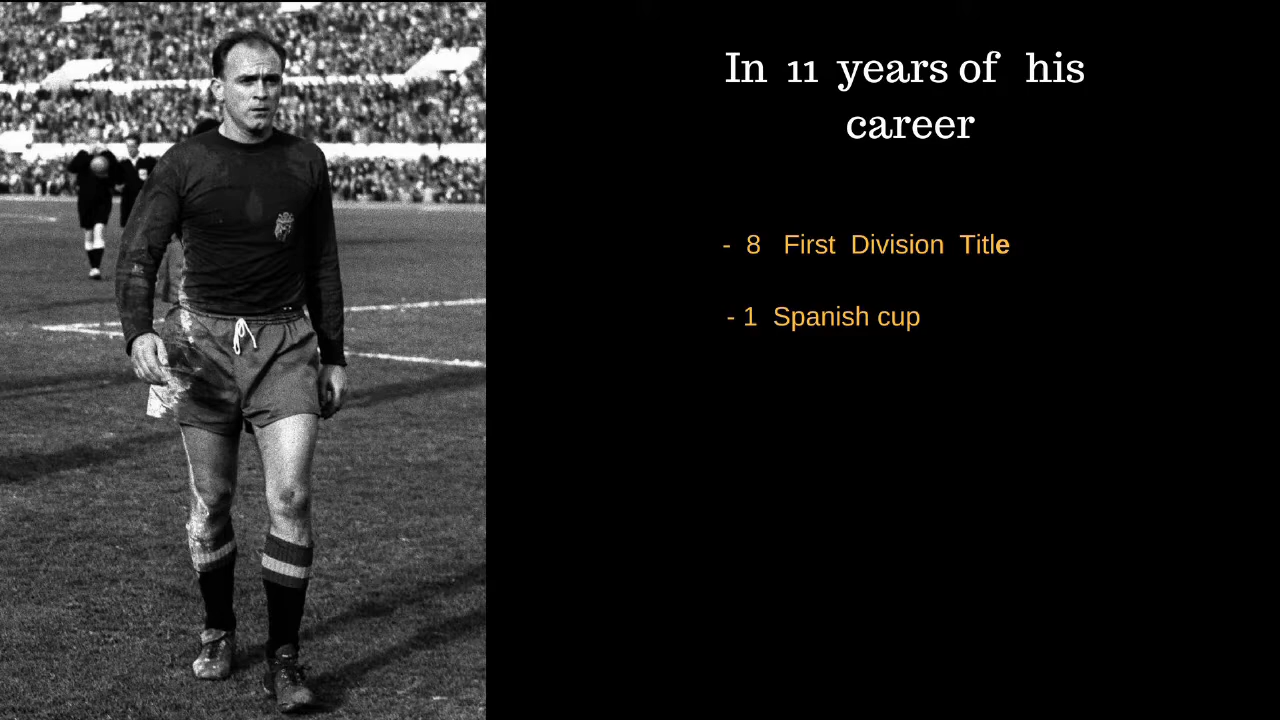 In 11 years of his
career
- 8 First Division Title
- 1 Spanish cup